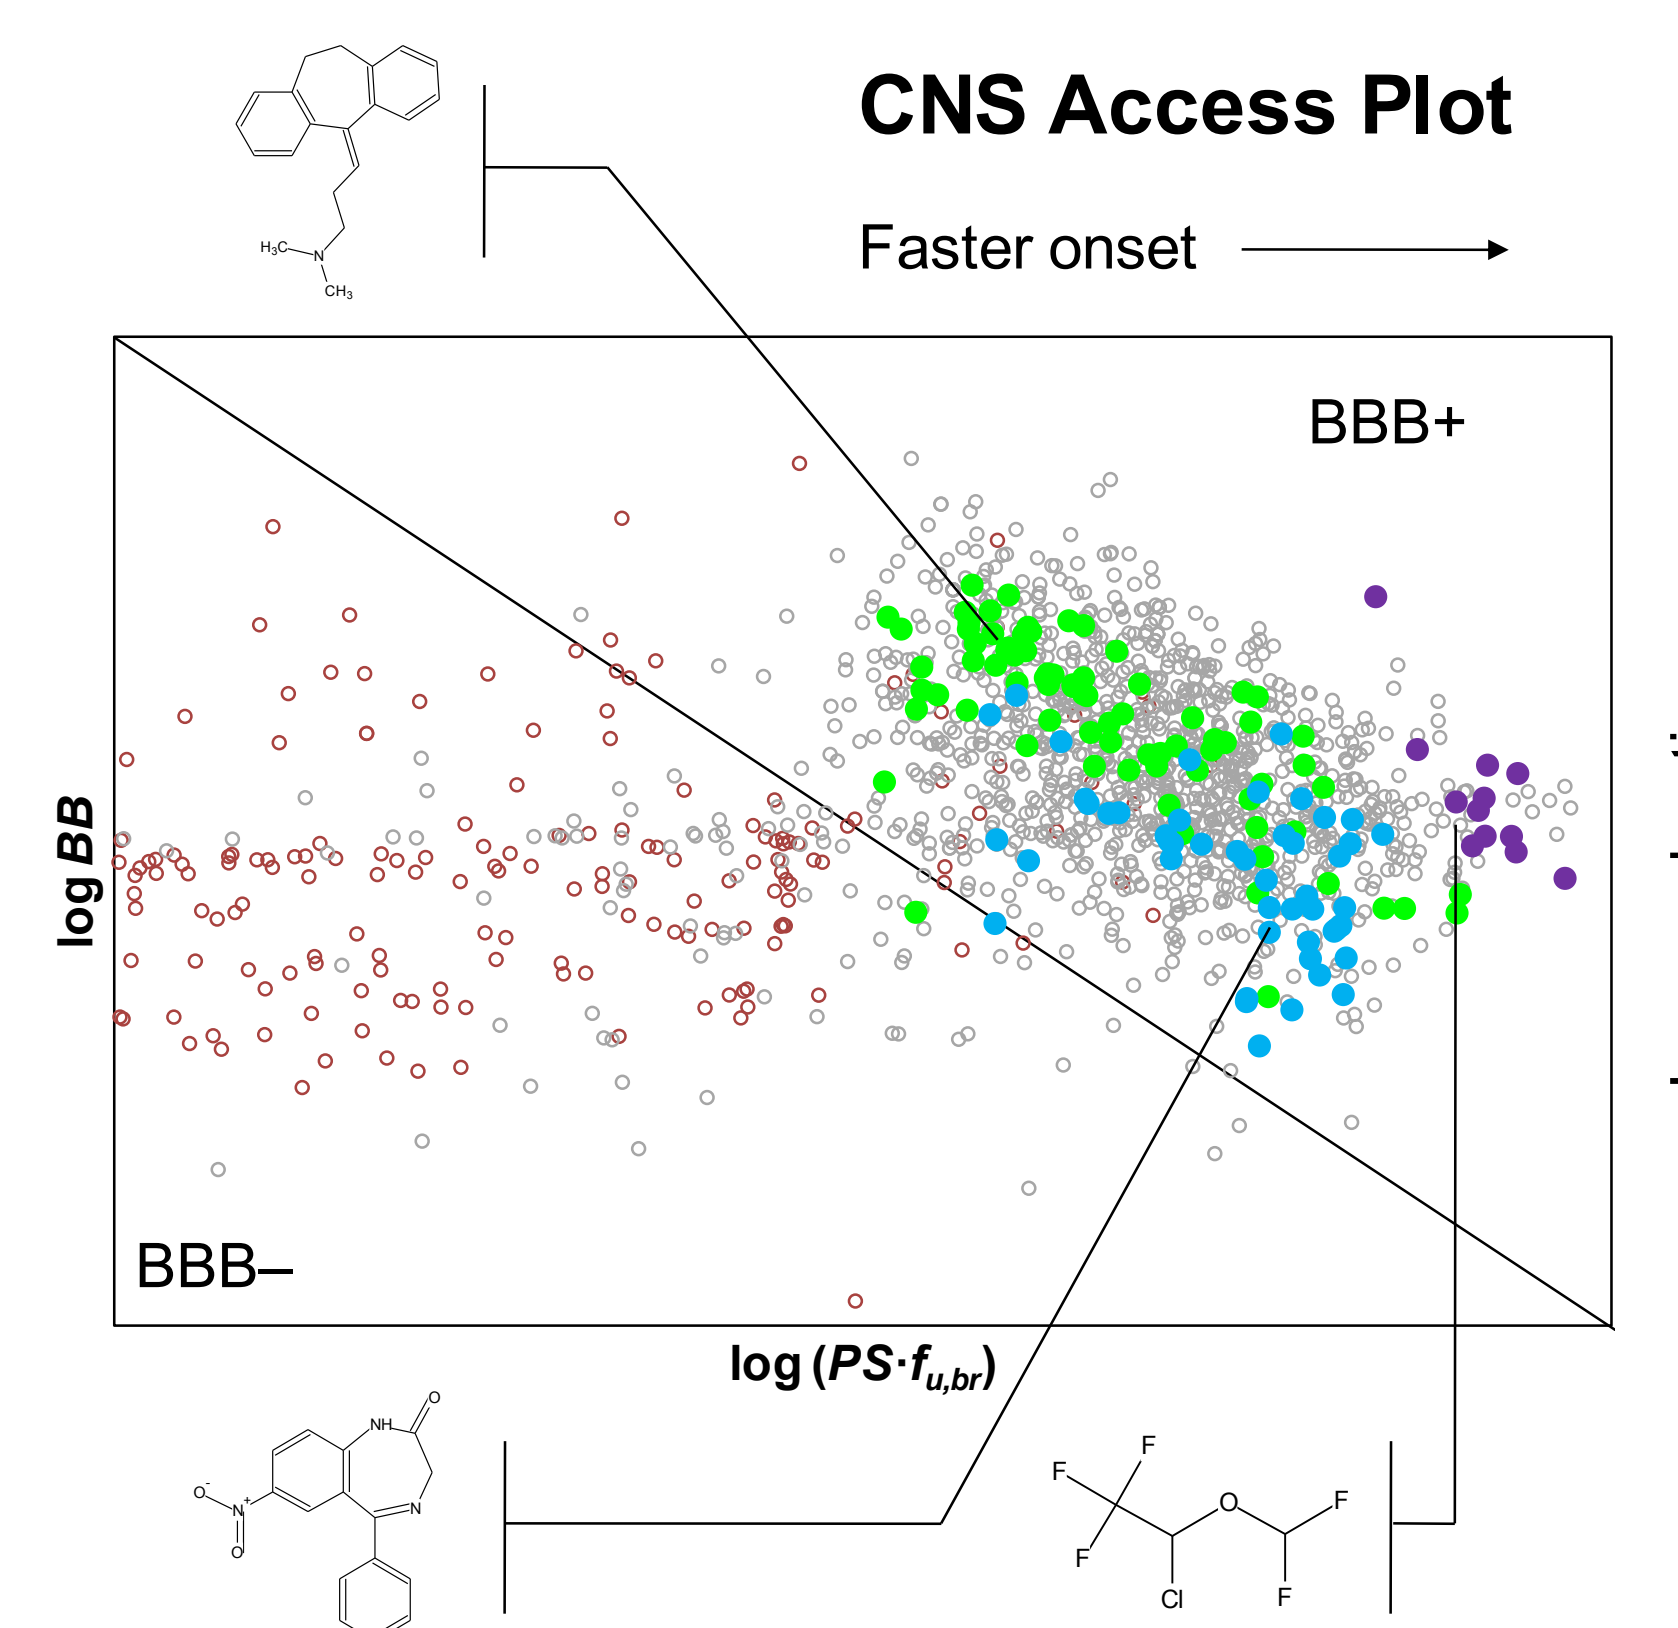 CNS Access Plot
Faster onset
H3C
N
CH3
BBB+
log BB
BBB–
log (PS·fu,br)
O
NH
N
O-
N+
O
F
F
F
O
F
F
Cl